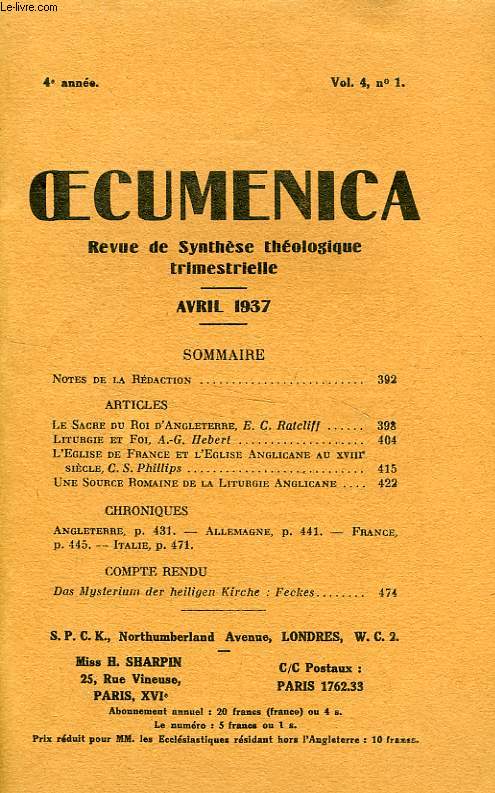 Le-livre.com
4e année. Vol. 4, no 1.
ŒCUMENICA
Revue de Synthèse théologique
trimestrielle
AVRIL 1937
SOMMAIRE
NOTES DE LA RÉDACTION .......................... 392
ARTICLES
LE SACRE DU ROI D'ANGLETERRE, E. C. Ratcliff ...... 398
LITURGIE ET FOI, A.-G. Hebert .................... 404
L'EGLISE DE FRANCE ET L'EGLISE ANGLICANE AU XVIIIe
SIÈCLE, C. S. Phillips ............................ 415
UNE SOURCE ROMAINE DE LA LITURGIE ANGLICANE .... 422
CHRONIQUES
ANGLETERRE, p. 431. — ALLEMAGNE, p. 441. — FRANCE,
p. 445. — ITALIE, p. 471.
COMPTE RENDU
Das Mysterium der heiligen Kirche : Feckes........ 474
S. P. C. K., Northumberland Avenue, LONDRES, W. C. 2.
Miss H. SHARPIN
25, Rue Vineuse,
PARIS, XVIe
C/C Postaux :
PARIS 1762.33
Abonnement annuel : 20 francs (franco) ou 4 s.
Le numéro : 5 francs ou 1 s.
Prix réduit pour MM. les Ecclésiastiques résidant hors l'Angleterre : 10 francs.